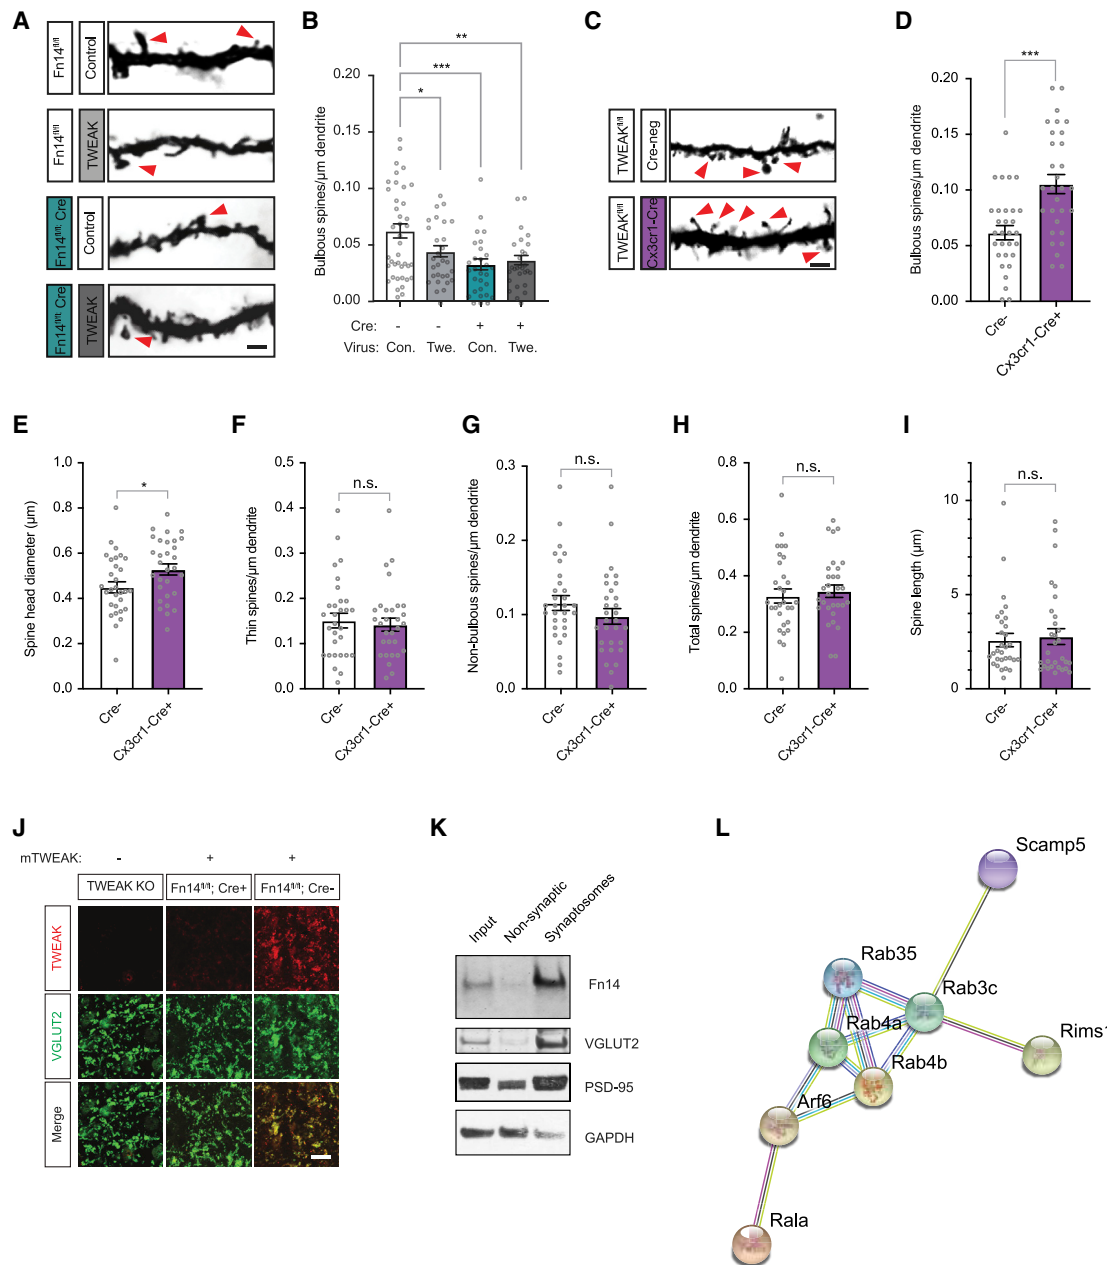 A
Fn14fl/fl
Control
Fn14fl/fl
TWEAK
Fn14fl/fl; Cre
Control
Fn14fl/fl; Cre
TWEAK
B
Bulbous spines/µm dendrite
0.20
0.15
0.10
0.05
0.00
**
***
*
Cre: - - + +
Virus: Con. Twe. Con. Twe.
C
TWEAKfl/fl
Cre-neg
TWEAKfl/fl
Cx3cr1-Cre
D
Bulbous spines/µm dendrite
0.20
0.15
0.10
0.05
0.00
***
Cre-
Cx3cr1-Cre+
E
Spine head diameter (µm)
1.0
0.8
0.6
0.4
0.2
0.0
*
Cre-
Cx3cr1-Cre+
F
Thin spines/µm dendrite
0.5
0.4
0.3
0.2
0.1
0.0
n.s.
Cre-
Cx3cr1-Cre+
G
Non-bulbous spines/µm dendrite
0.3
0.2
0.1
0
n.s.
Cre-
Cx3cr1-Cre+
H
Total spines/µm dendrite
0.8
0.6
0.4
0.2
0.0
n.s.
Cre-
Cx3cr1-Cre+
I
Spine length (µm)
10
5
0
n.s.
Cre-
Cx3cr1-Cre+
J
mTWEAK: - + +
TWEAK KO Fn14fl/fl; Cre+ Fn14fl/fl; Cre-
TWEAK
VGLUT2
Merge
K
Input
Non-synaptic
Synaptosomes
Fn14
VGLUT2
PSD-95
GAPDH
L
Scamp5
Rab35
Rab3c
Rab4a
Rims1
Rab4b
Arf6
Rala